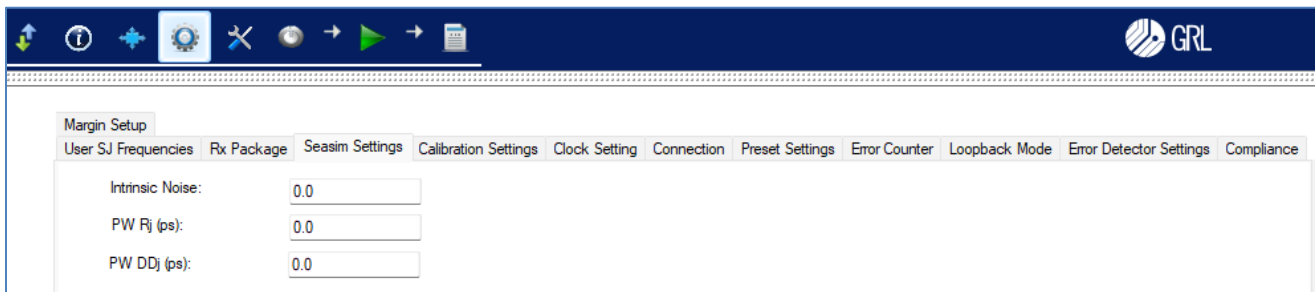 GRL
Margin Setup
User SJ Frequencies Rx Package Seasim Settings Calibration Settings Clock Setting Connection Preset Settings Error Counter Loopback Mode Error Detector Settings Compliance
Intrinsic Noise: 0.0
PW Rj (ps): 0.0
PW DDj (ps): 0.0